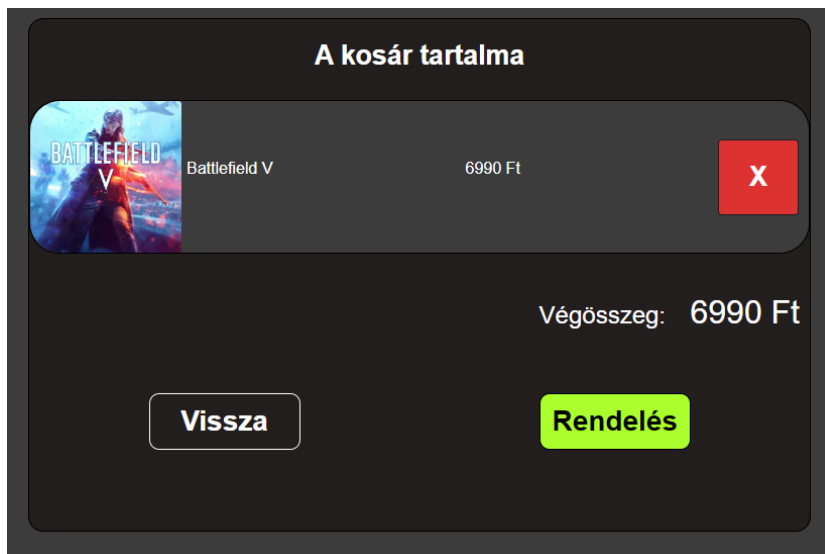 A kosár tartalma
BATTLEFIELD
V
Battlefield V 6990 Ft X
Végösszeg: 6990 Ft
Vissza Rendelés